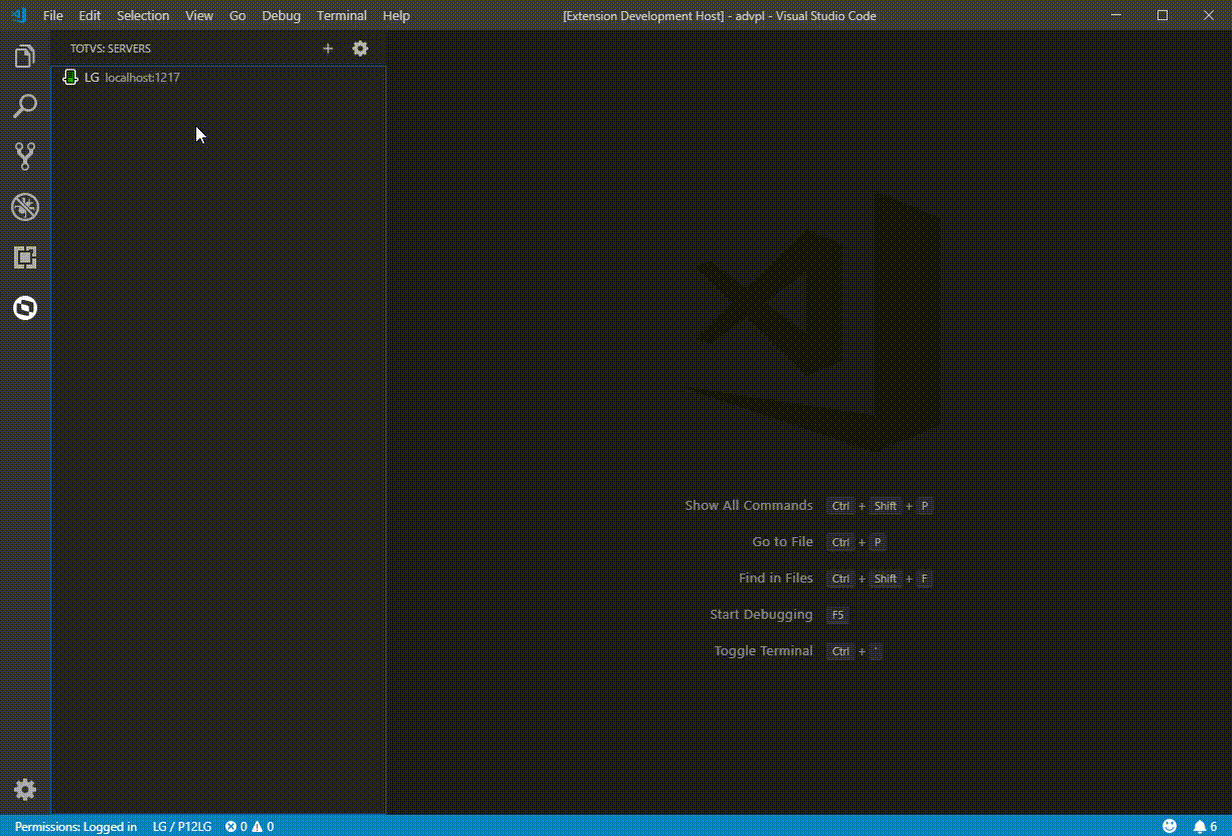 File Edit Selection View Go Debug Terminal Help [Extension Development Host] - advpl - Visual Studio Code
TOTVS: SERVERS
LG localhost:1217
Show All Commands Ctrl + Shift + P
Go to File Ctrl + P
Find in Files Ctrl + Shift + F
Start Debugging F5
Toggle Terminal Ctrl + `
Permissions: Logged in LG / P12LG 0 0 6